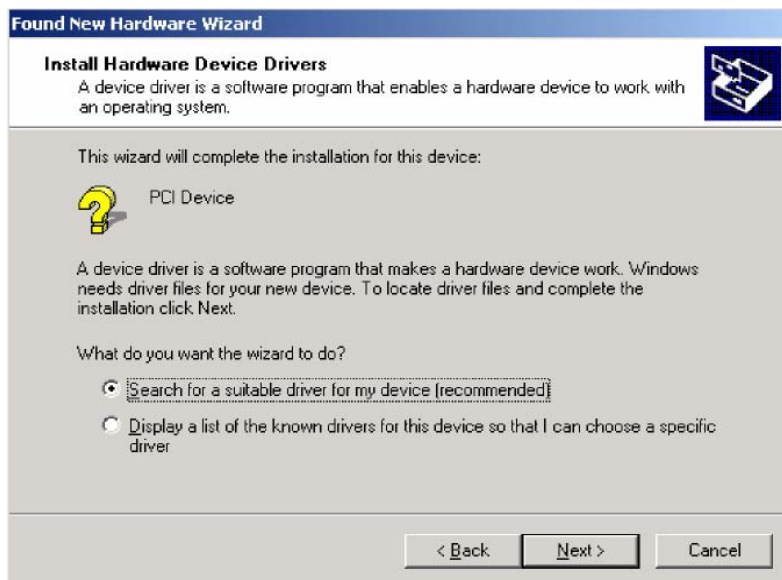 Found New Hardware Wizard
Install Hardware Device Drivers
A device driver is a software program that enables a hardware device to work with
an operating system.
This wizard will complete the installation for this device:
PCI Device
A device driver is a software program that makes a hardware device work. Windows
needs driver files for your new device. To locate driver files and complete the
installation click Next.
What do you want the wizard to do?
Search for a suitable driver for my device (recommended)
Display a list of the known drivers for this device so that I can choose a specific
driver
< Back Next > Cancel